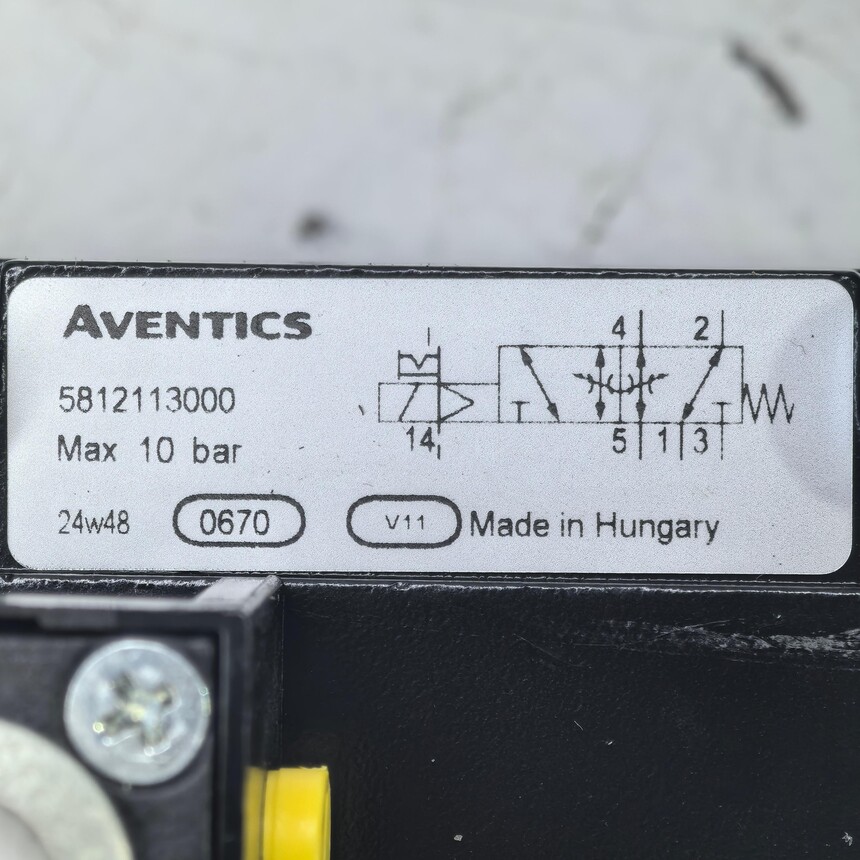 AVENTICS
5812113000
Max 10 bar
24w48 0670 V11 Made in Hungary
4 2
14 5 1 3